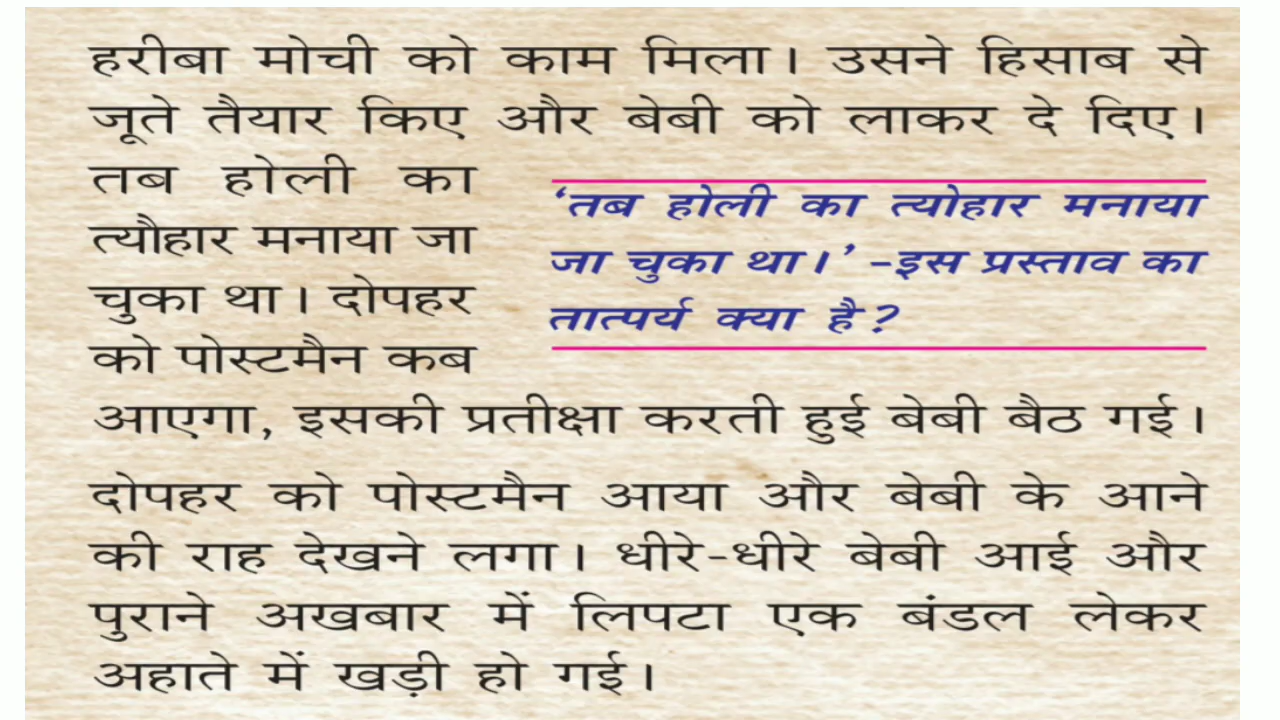 हरीबा मोची को काम मिला। उसने हिसाब से
जूते तैयार किए और बेबी को लाकर दे दिए।
तब होली का
त्यौहार मनाया जा
चुका था। दोपहर
को पोस्टमैन कब
आएगा, इसकी प्रतीक्षा करती हुई बेबी बैठ गई।
‘तब होली का त्योहार मनाया
जा चुका था।’ -इस प्रस्ताव का
तात्पर्य क्या है?
दोपहर को पोस्टमैन आया और बेबी के आने
की राह देखने लगा। धीरे-धीरे बेबी आई और
पुराने अखबार में लिपटा एक बंडल लेकर
अहाते में खड़ी हो गई।